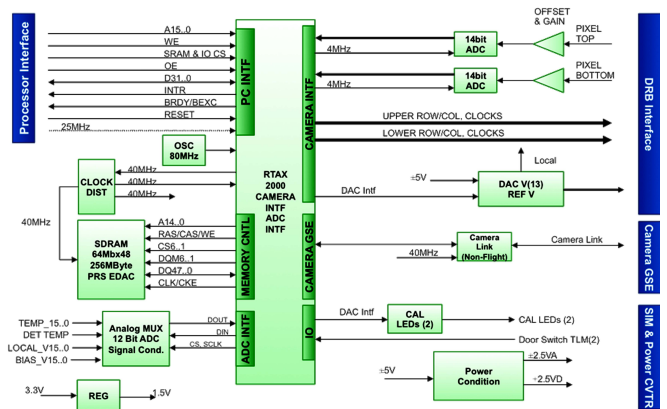 Processor Interface
A15..0
WE
SRAM & IO CS
OE
D31..0
INTR
BRDY/BEXC
RESET
25MHz
PC INTF
OSC
80MHz
CLOCK
DIST
40MHz
40MHz
40MHz
40MHz
SDRAM
64Mbx48
256MByte
PRS EDAC
A14..0
RAS/CAS/WE
CS6..1
DQM6..1
DQ47..0
CLK/CKE
MEMORY CNTL
TEMP_15..0
DET TEMP
LOCAL_V15..0
BIAS_V15..0
Analog MUX
12 Bit ADC
Signal Cond.
DOUT
DIN
CS, SCLK
ADC INTF
3.3V
REG
1.5V
RTAX
2000
CAMERA
INTF
ADC
INTF
CAMERA INTF
CAMERA GSE
IO
4MHz
4MHz
14bit
ADC
14bit
ADC
OFFSET
& GAIN
PIXEL
TOP
PIXEL
BOTTOM
UPPER ROW/COL, CLOCKS
LOWER ROW/COL, CLOCKS
Local
±5V
DAC Intf
DAC V(13)
REF V
40MHz
Camera
Link
(Non-Flight)
Camera Link
DAC Intf
CAL
LEDs (2)
CAL LEDs (2)
Door Switch TLM(2)
±5V
Power
Condition
±2.5VA
+2.5VD
DRB Interface
Camera GSE
SIM & Power CVTR